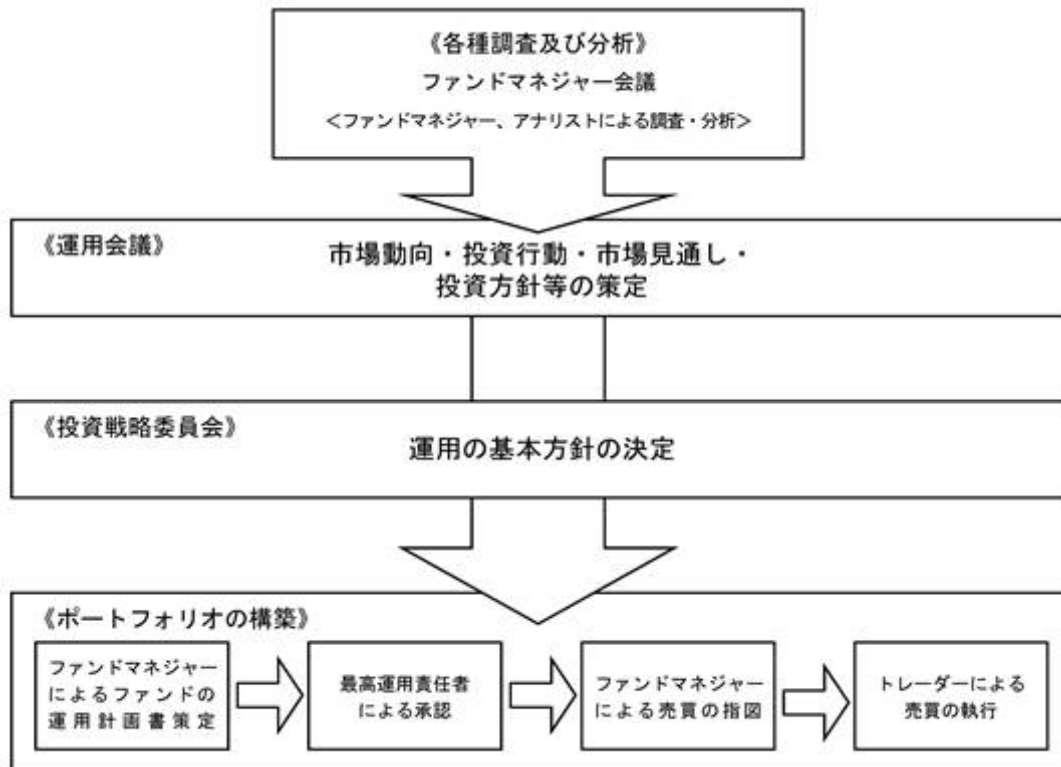 《各種調査及び分析》
ファンドマネジャー会議
<ファンドマネジャー、アナリストによる調査・分析>
《運用会議》
市場動向・投資行動・市場見通し・
投資方針等の策定
《投資戦略委員会》
運用の基本方針の決定
《ポートフォリオの構築》
ファンドマネジャー
によるファンドの
運用計画書策定
最高運用責任者
による承認
ファンドマネジャー
による売買の指図
トレーダーによる
売買の執行